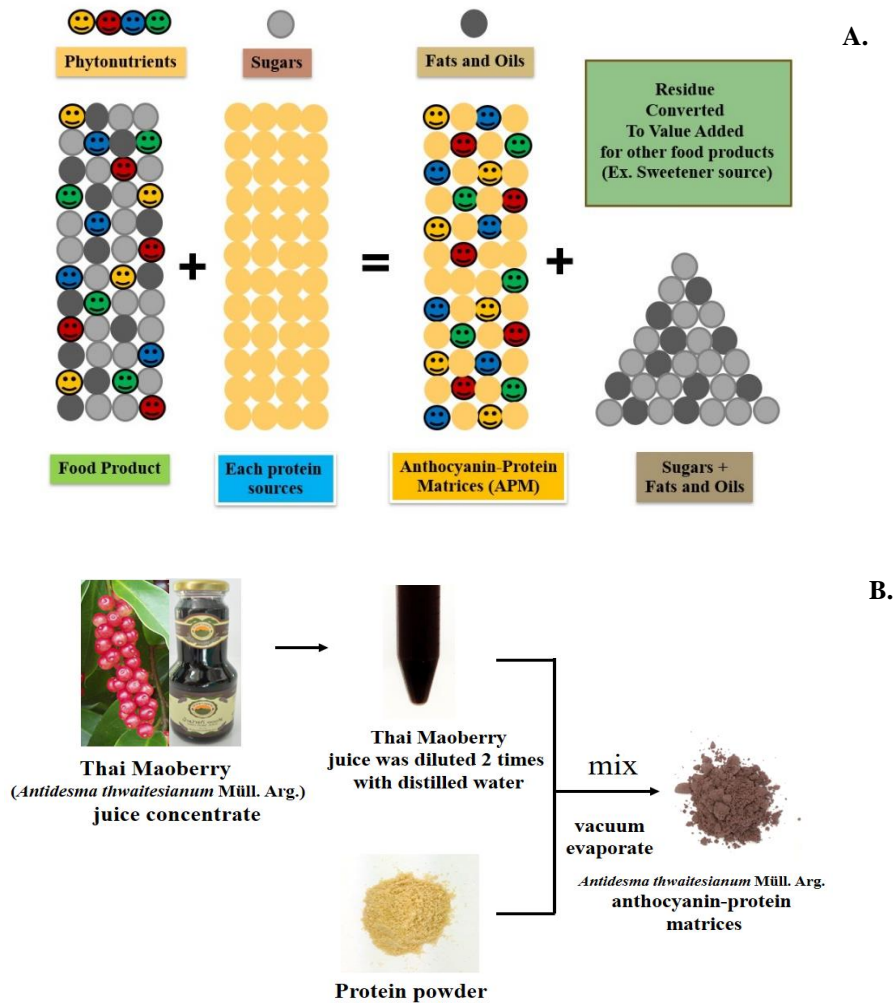 A.
Phytonutrients
Sugars
Fats and Oils
Residue
Converted
To Value Added
for other food products
(Ex. Sweetener source)
+
=
+
Food Product
Each protein
sources
Anthocyanin-Protein
Matrices (APM)
Sugars +
Fats and Oils
B.
Thai Maoberry
(Antidesma thwaitesianum Müll. Arg.)
juice concentrate
Thai Maoberry
juice was diluted 2 times
with distilled water
mix
vacuum
evaporate
Antidesma thwaitesianum Müll. Arg.
anthocyanin-protein
matrices
Protein powder